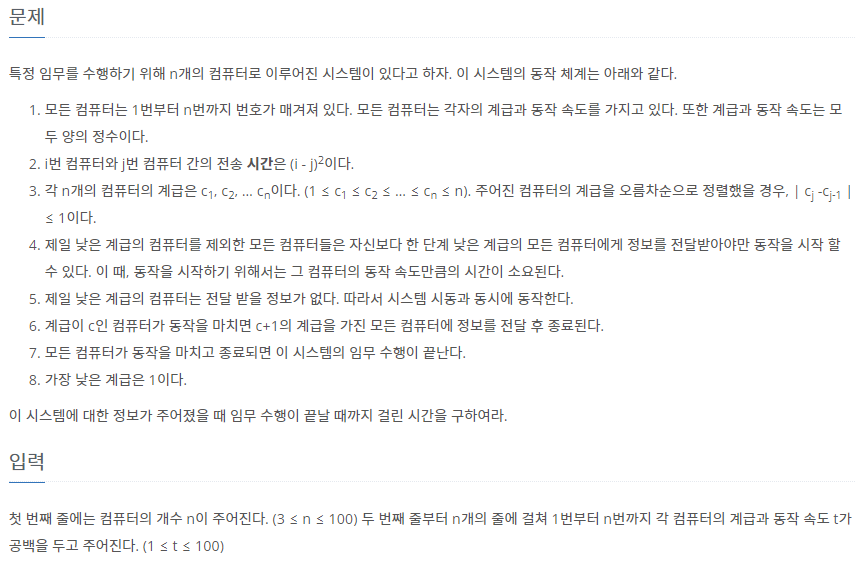 문제
특정 임무를 수행하기 위해 n개의 컴퓨터로 이루어진 시스템이 있다고 하자. 이 시스템의 동작 체계는 아래와 같다.
1. 모든 컴퓨터는 1번부터 n번까지 번호가 매겨져 있다. 모든 컴퓨터는 각자의 계급과 동작 속도를 가지고 있다. 또한 계급과 동작 속도는 모
두 양의 정수이다.
2. i번 컴퓨터와 j번 컴퓨터 간의 전송 시간은 (i - j)²이다.
3. 각 n개의 컴퓨터의 계급은 c₁, c₂, ... cₙ이다. (1 ≤ c₁ ≤ c₂ ≤ ... ≤ cₙ ≤ n). 주어진 컴퓨터의 계급을 오름차순으로 정렬했을 경우, | cⱼ -cⱼ₋₁ |
≤ 1이다.
4. 제일 낮은 계급의 컴퓨터를 제외한 모든 컴퓨터들은 자신보다 한 단계 낮은 계급의 모든 컴퓨터에게 정보를 전달받아야만 동작을 시작 할
수 있다. 이 때, 동작을 시작하기 위해서는 그 컴퓨터의 동작 속도만큼의 시간이 소요된다.
5. 제일 낮은 계급의 컴퓨터는 전달 받을 정보가 없다. 따라서 시스템 시동과 동시에 동작한다.
6. 계급이 c인 컴퓨터가 동작을 마치면 c+1의 계급을 가진 모든 컴퓨터에 정보를 전달 후 종료된다.
7. 모든 컴퓨터가 동작을 마치고 종료되면 이 시스템의 임무 수행이 끝난다.
8. 가장 낮은 계급은 1이다.
이 시스템에 대한 정보가 주어졌을 때 임무 수행이 끝날 때까지 걸린 시간을 구하여라.
입력
첫 번째 줄에는 컴퓨터의 개수 n이 주어진다. (3 ≤ n ≤ 100) 두 번째 줄부터 n개의 줄에 걸쳐 1번부터 n번까지 각 컴퓨터의 계급과 동작 속도 t가
공백을 두고 주어진다. (1 ≤ t ≤ 100)